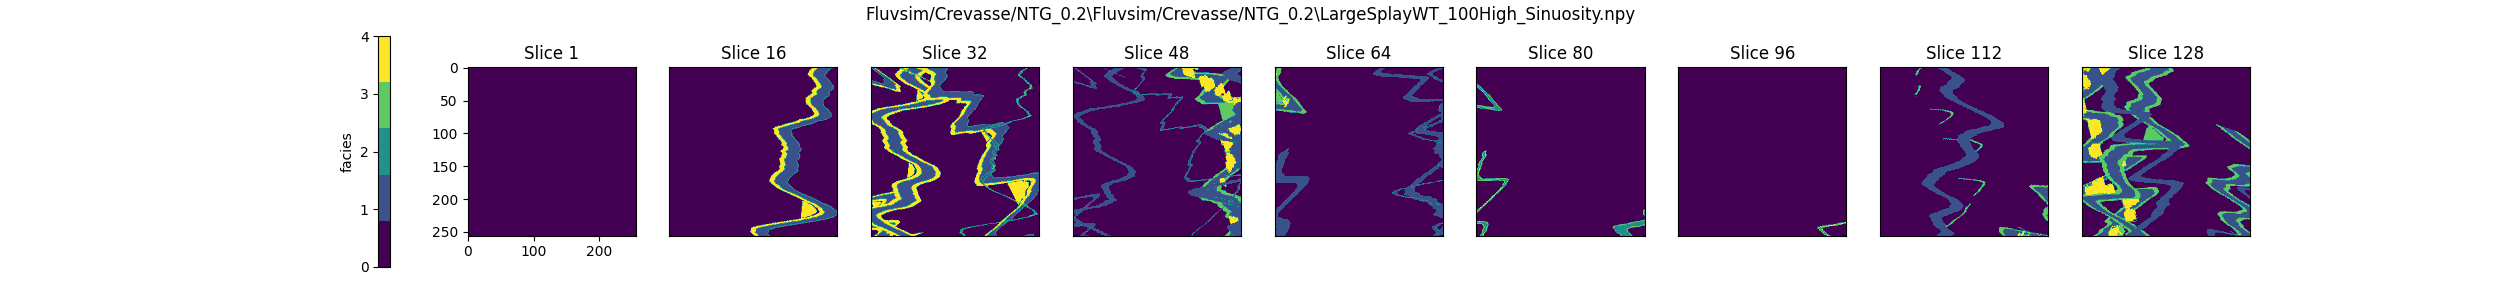 Fluvsim/Crevasse/NTG_0.2\Fluvsim/Crevasse/NTG_0.2\LargeSplayWT_100High_Sinuosity.npy
Slice 1
Slice 16
Slice 32
Slice 48
Slice 64
Slice 80
Slice 96
Slice 112
Slice 128
4
3
2
1
0
facies
0
50
100
150
200
250
0
100
200